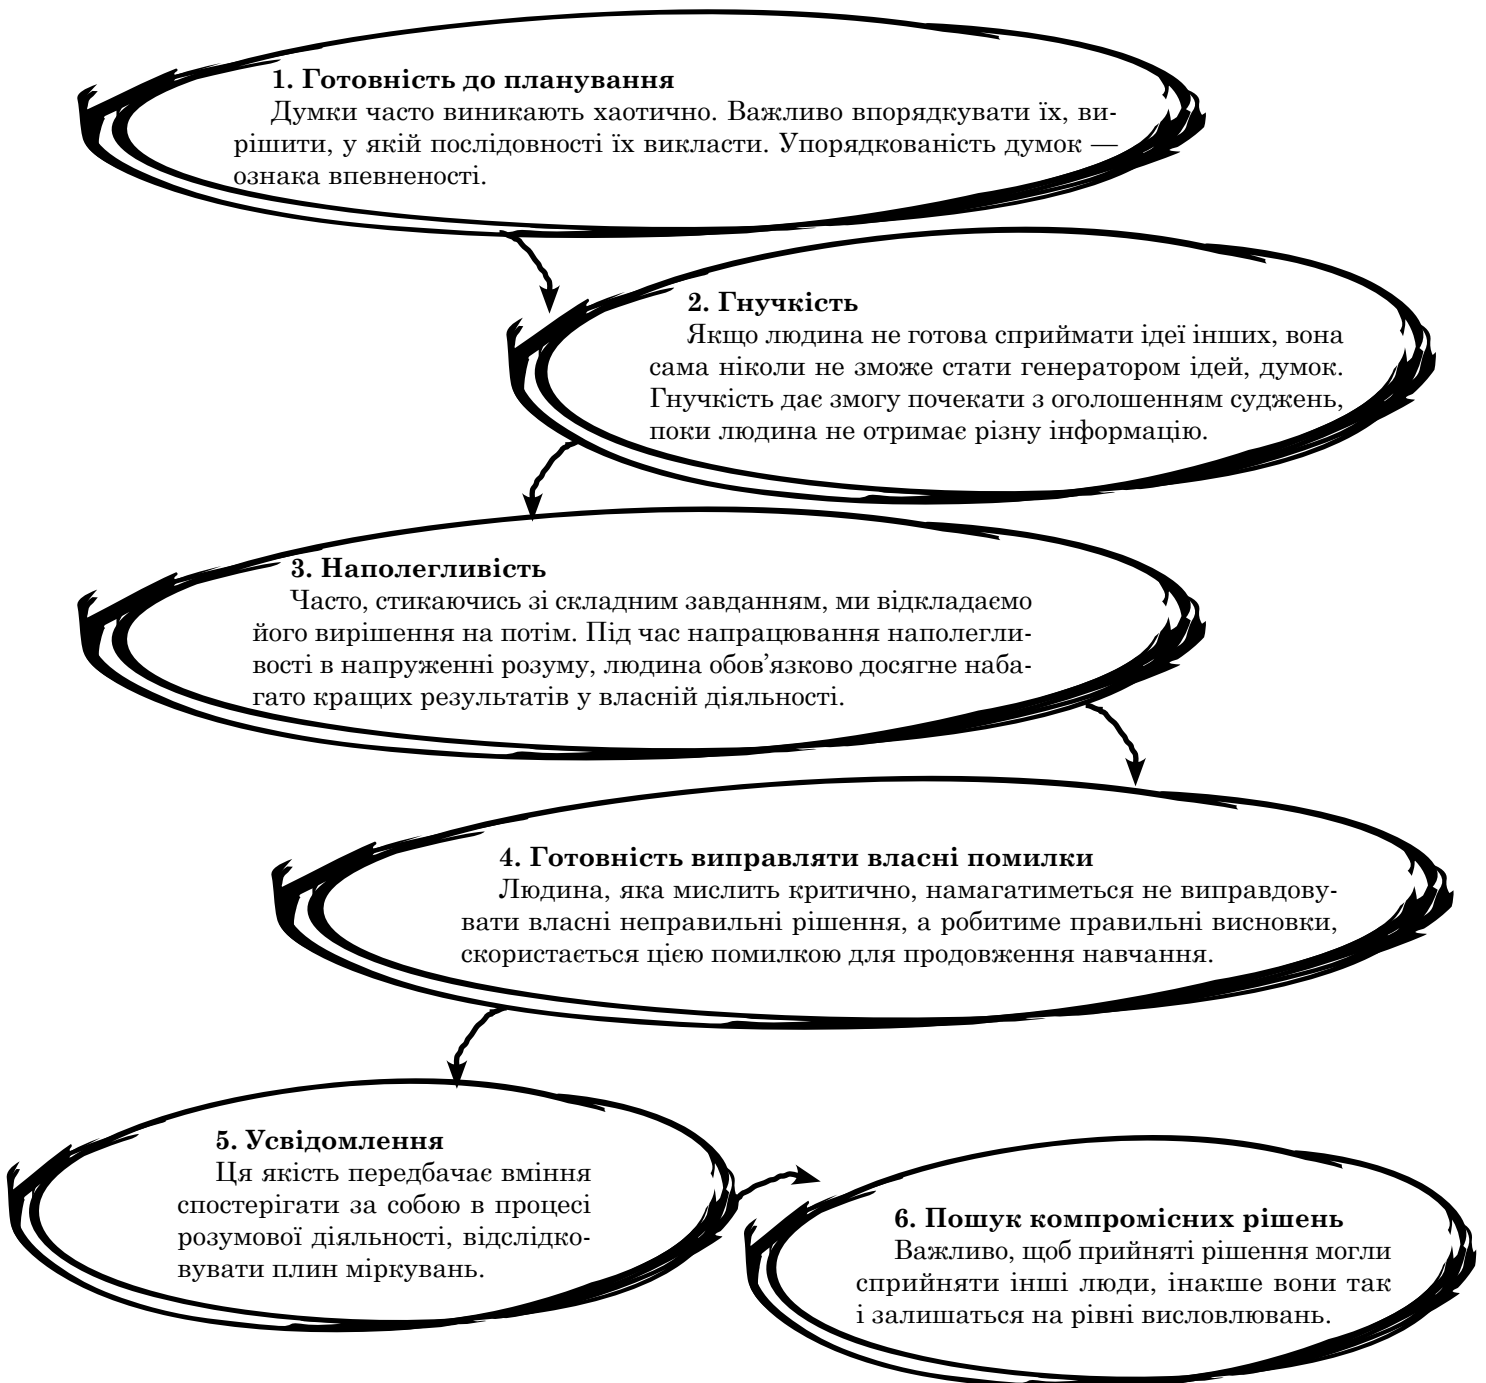 1. Готовність до планування
Думки часто виникають хаотично. Важливо впорядкувати їх, ви-
рішити, у якій послідовності їх викласти. Упорядкованість думок —
ознака впевненості.
2. Гнучкість
Якщо людина не готова сприймати ідеї інших, вона
сама ніколи не зможе стати генератором ідей, думок.
Гнучкість дає змогу почекати з оголошенням суджень,
поки людина не отримає різну інформацію.
3. Наполегливість
Часто, стикаючись зі складним завданням, ми відкладаємо
його вирішення на потім. Під час напрацювання наполегли-
вості в напруженні розуму, людина обов’язково досягне наба-
гато кращих результатів у власній діяльності.
4. Готовність виправляти власні помилки
Людина, яка мислить критично, намагатиметься не виправдову-
вати власні неправильні рішення, а робитиме правильні висновки,
скористається цією помилкою для продовження навчання.
5. Усвідомлення
Ця якість передбачає вміння
спостерігати за собою в процесі
розумової діяльності, відслідко-
вувати плин міркувань.
6. Пошук компромісних рішень
Важливо, щоб прийняті рішення могли
сприйняти інші люди, інакше вони так
і залишаться на рівні висловлювань.